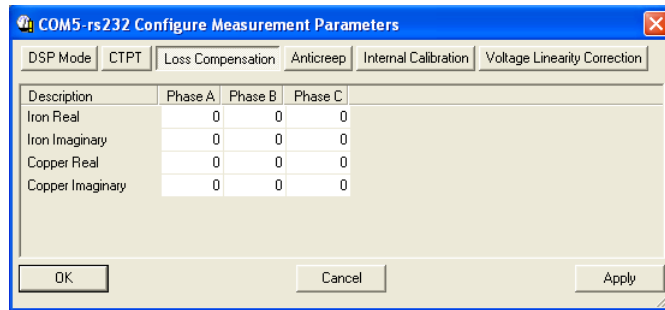 COM5-rs232 Configure Measurement Parameters
DSP Mode CTPT Loss Compensation Anticreep Internal Calibration Voltage Linearity Correction
Description Phase A Phase B Phase C
Iron Real 0 0 0
Iron Imaginary 0 0 0
Copper Real 0 0 0
Copper Imaginary 0 0 0
OK Cancel Apply